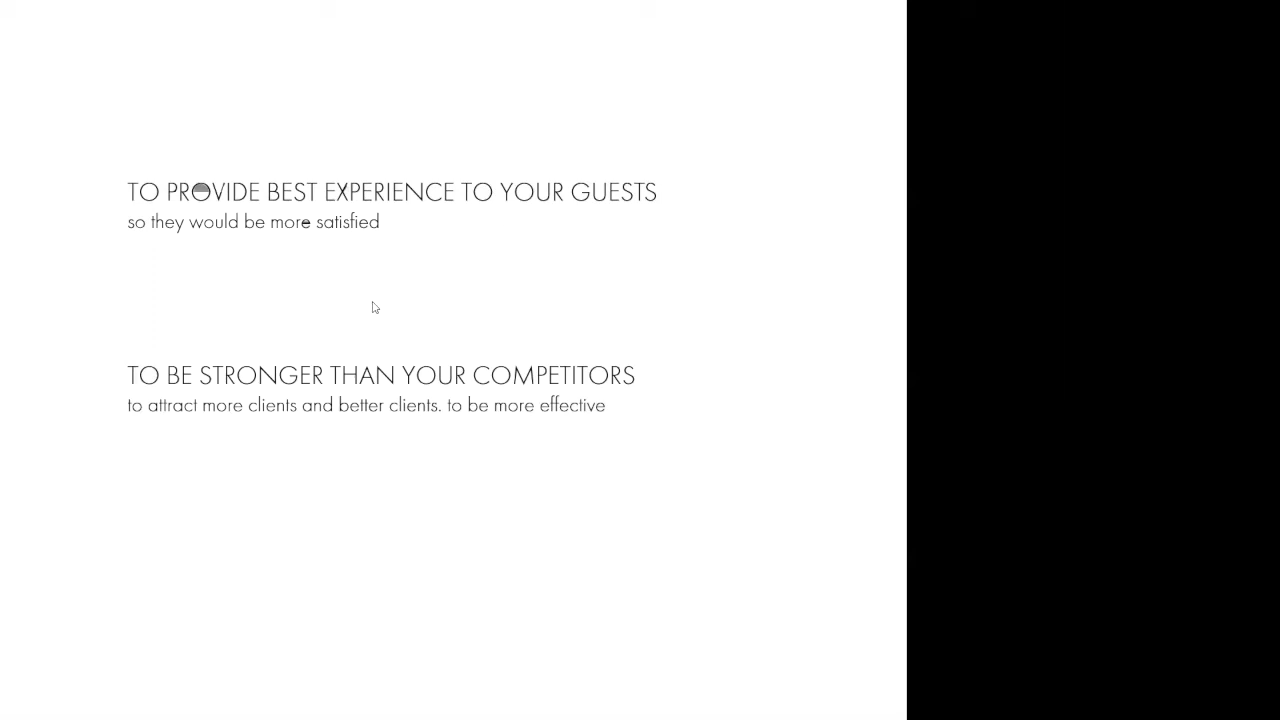 TO PROVIDE BEST EXPERIENCE TO YOUR GUESTS
so they would be more satisfied
TO BE STRONGER THAN YOUR COMPETITORS
to attract more clients and better clients. to be more effective